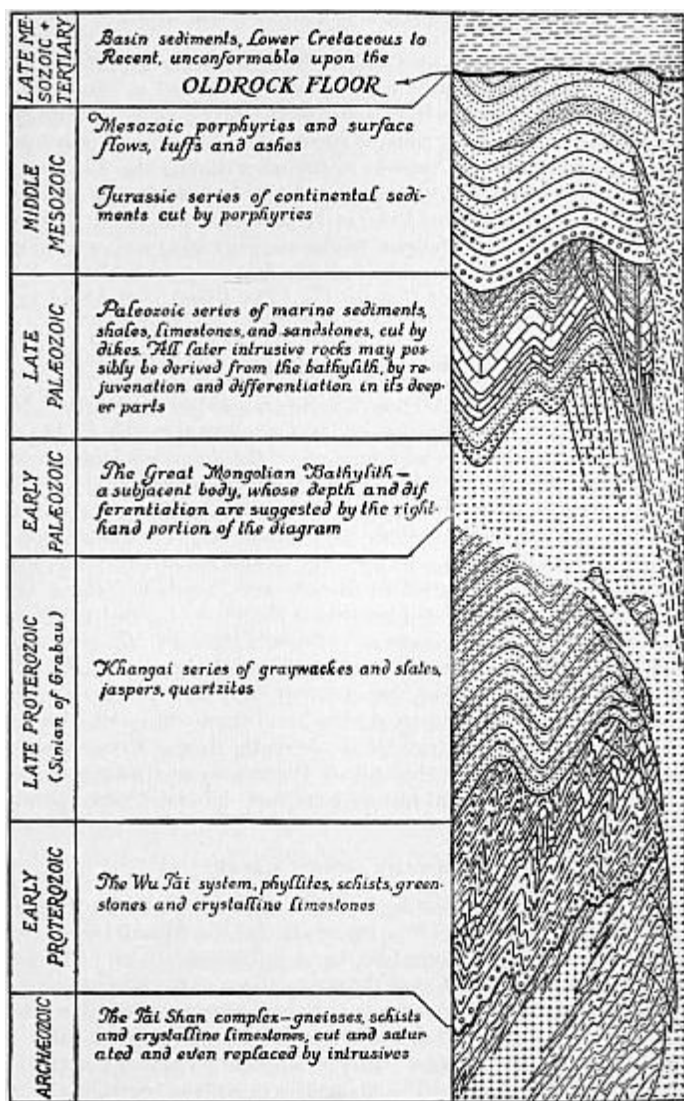 LATE ME-
SOZOIC +
TERTIARY
Basin sediments, Lower Cretaceous to
Recent, unconformable upon the
OLDROCK FLOOR
MIDDLE
MESOZOIC
Mesozoic porphyries and surface
flows, tuffs and ashes
Jurassic series of continental sedi-
ments cut by porphyries
LATE
PALÆOZOIC
Paleozoic series of marine sediments,
shales, limestones, and sandstones, cut by
dikes. All later intrusive rocks may pos-
sibly be derived from the bathylith, by re-
juvenation and differentiation in its deep-
er parts
EARLY
PALÆOZOIC
The Great Mongolian Bathylith —
a subjacent body, whose depth and dif
ferentiation are suggested by the right-
hand portion of the diagram
LATE PROTEROZOIC
(Sinian of Grabau)
Khangai series of graywackes and slates,
jaspers, quartzites
EARLY
PROTEROZOIC
The Wu Tai system, phyllites, schists, green-
stones and crystalline limestones
ARCHÆOZOIC
The Tai Shan complex—gneisses, schists
and crystalline limestones, cut and satur-
ated and even replaced by intrusives